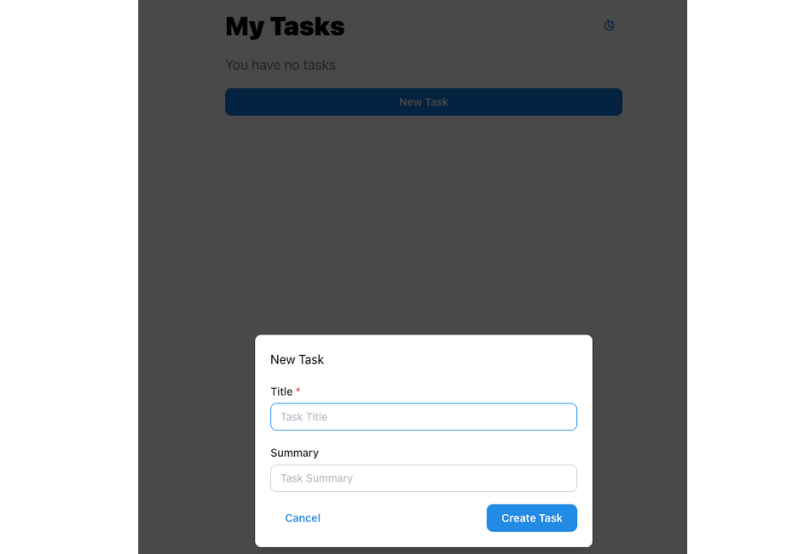 My Tasks
You have no tasks
New Task
New Task
Title *
Task Title
Summary
Task Summary
Cancel Create Task